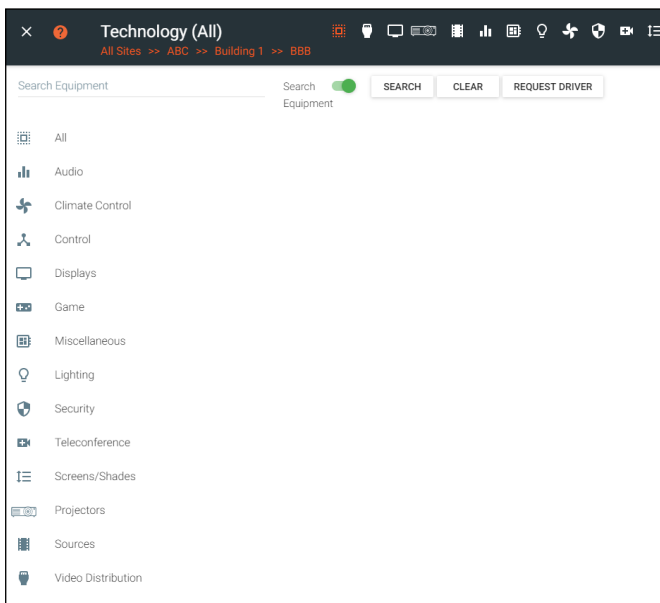 Technology (All)
All Sites >> ABC >> Building 1 >> BBB
Search Equipment
Search
Equipment
SEARCH
CLEAR
REQUEST DRIVER
All
Audio
Climate Control
Control
Displays
Game
Miscellaneous
Lighting
Security
Teleconference
Screens/Shades
Projectors
Sources
Video Distribution